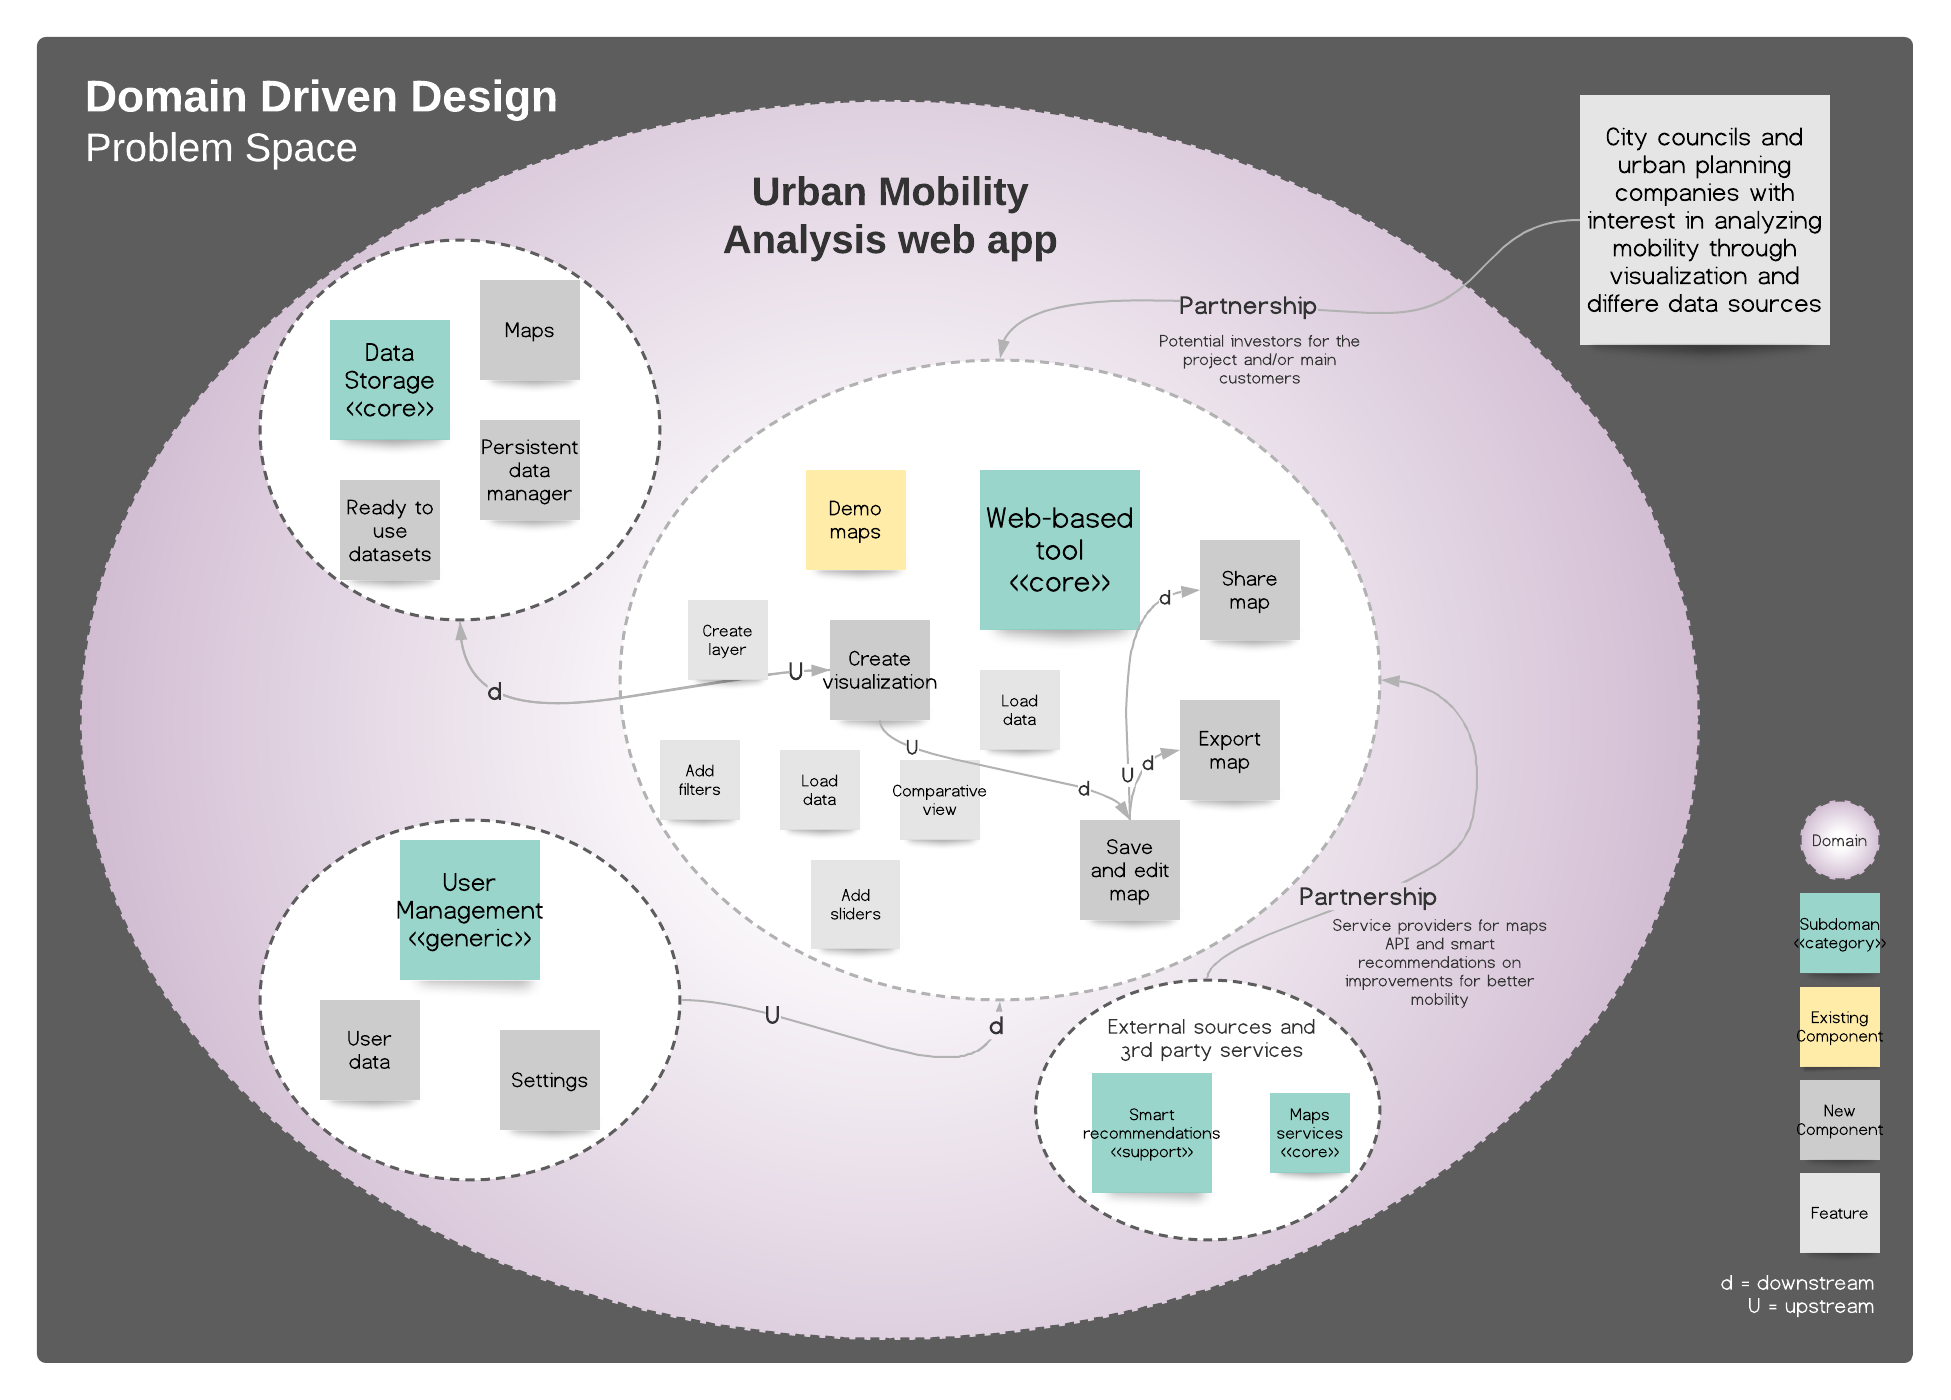 Domain Driven Design
Problem Space
Urban Mobility
Analysis web app
City councils and
urban planning
companies with
interest in analyzing
mobility through
visualization and
differe data sources
Partnership
Potential investors for the
project and/or main
customers
Data
Storage
<<core>>
Maps
Persistent
data
manager
Ready to
use
datasets
d
U
Demo
maps
Web-based
tool
<<core>>
Share
map
d
Create
layer
Create
visualization
Load
data
Export
map
d
U
U
d
Add
filters
Load
data
Comparative
view
Save
and edit
map
Add
sliders
User
Management
<<generic>>
User
data
Settings
U
d
Partnership
Service providers for maps
API and smart
recommendations on
improvements for better
mobility
External sources and
3rd party services
Smart
recommendations
<<support>>
Maps
services
<<core>>
Domain
Subdoman
<<category>>
Existing
Component
New
Component
Feature
d = downstream
U = upstream